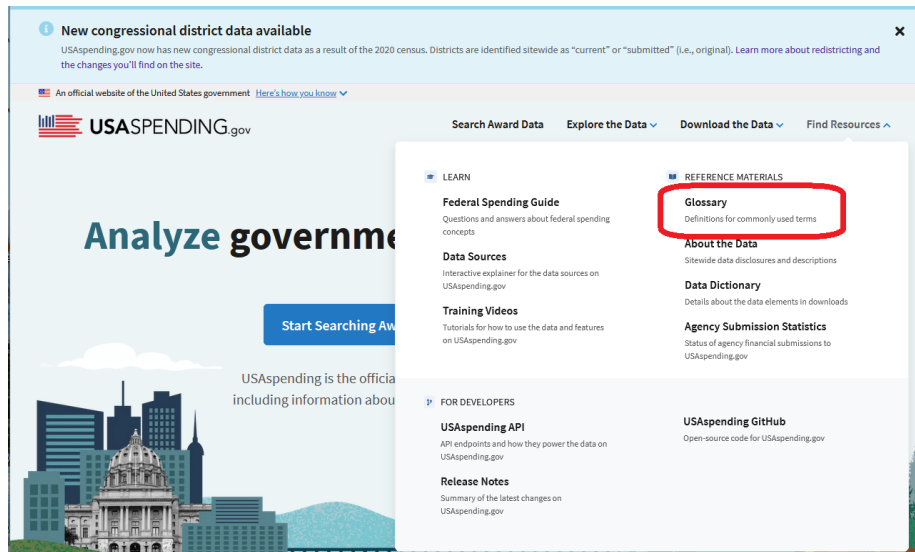 New congressional district data available
USAspending.gov now has new congressional district data as a result of the 2020 census. Districts are identified sitewide as “current” or “submitted” (i.e., original). Learn more about redistricting and
the changes you’ll find on the site.
An official website of the United States government Here's how you know
USASPENDING.gov
Search Award Data Explore the Data Download the Data Find Resources
LEARN
Federal Spending Guide
Questions and answers about federal spending
concepts
Data Sources
Interactive explainer for the data sources on
USAspending.gov
Training Videos
Tutorials for how to use the data and features
on USAspending.gov
REFERENCE MATERIALS
Glossary
Definitions for commonly used terms
About the Data
Sitewide data disclosures and descriptions
Data Dictionary
Details about the data elements in downloads
Agency Submission Statistics
Status of agency financial submissions to
USAspending.gov
FOR DEVELOPERS
USAspending API
API endpoints and how they power the data on
USAspending.gov
Release Notes
Summary of the latest changes on
USAspending.gov
USAspending GitHub
Open-source code for USAspending.gov
Analyze governme
Start Searching Aw
USAspending is the officia
including information abou